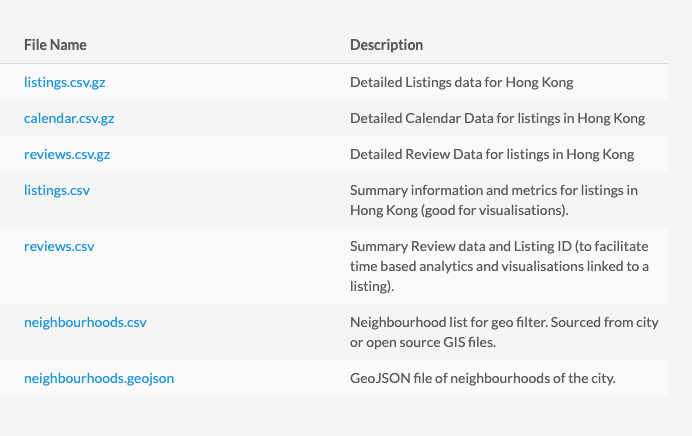 File Name Description
listings.csv.gz Detailed Listings data for Hong Kong
calendar.csv.gz Detailed Calendar Data for listings in Hong Kong
reviews.csv.gz Detailed Review Data for listings in Hong Kong
listings.csv Summary information and metrics for listings in
Hong Kong (good for visualisations).
reviews.csv Summary Review data and Listing ID (to facilitate
time based analytics and visualisations linked to a
listing).
neighbourhoods.csv Neighbourhood list for geo filter. Sourced from city
or open source GIS files.
neighbourhoods.geojson GeoJSON file of neighbourhoods of the city.